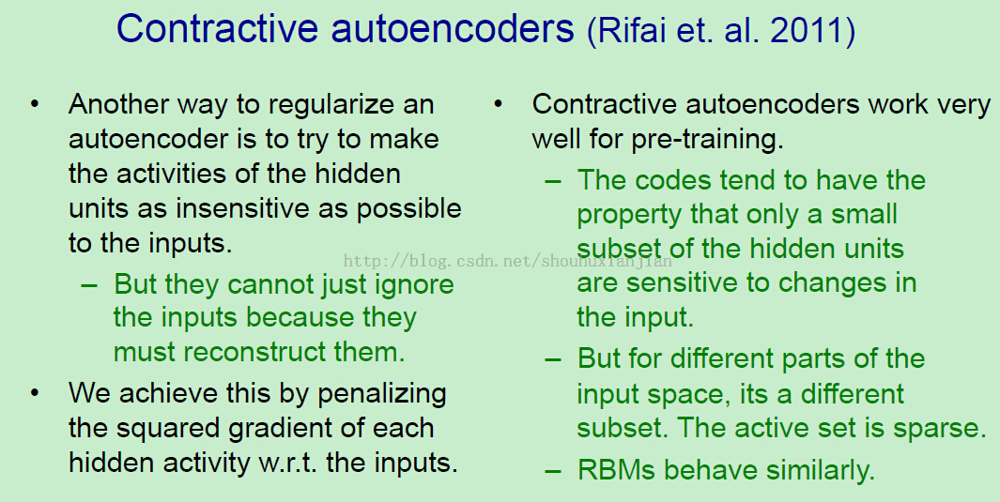 Contractive autoencoders (Rifai et. al. 2011)
• Another way to regularize an
autoencoder is to try to make
the activities of the hidden
units as insensitive as possible
to the inputs.
– But they cannot just ignore
the inputs because they
must reconstruct them.
• We achieve this by penalizing
the squared gradient of each
hidden activity w.r.t. the inputs.
• Contractive autoencoders work very
well for pre-training.
– The codes tend to have the
property that only a small
subset of the hidden units
are sensitive to changes in
the input.
– But for different parts of the
input space, its a different
subset. The active set is sparse.
– RBMs behave similarly.
http://blog.csdn.net/shouhuxianjian